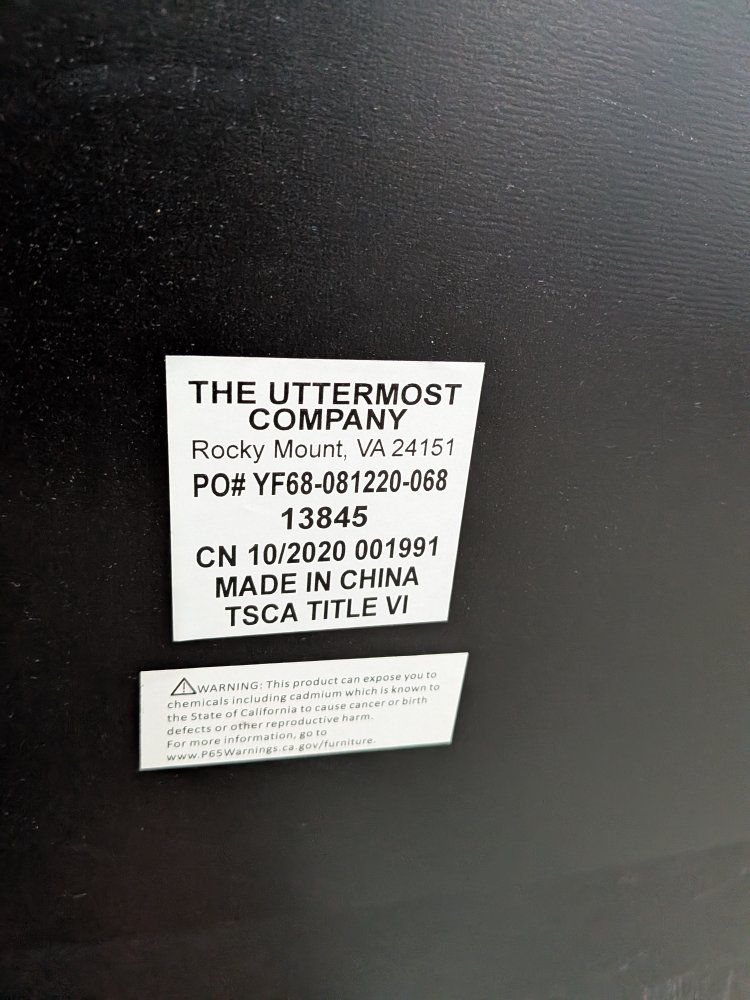 THE UTTERMOST
COMPANY
Rocky Mount, VA 24151
PO# YF68-081220-068
13845
CN 10/2020 001991
MADE IN CHINA
TSCA TITLE VI
⚠WARNING: This product can expose you to
chemicals including cadmium which is known to
the State of California to cause cancer or birth
defects or other reproductive harm.
For more information, go to
www.P65Warnings.ca.gov/furniture.